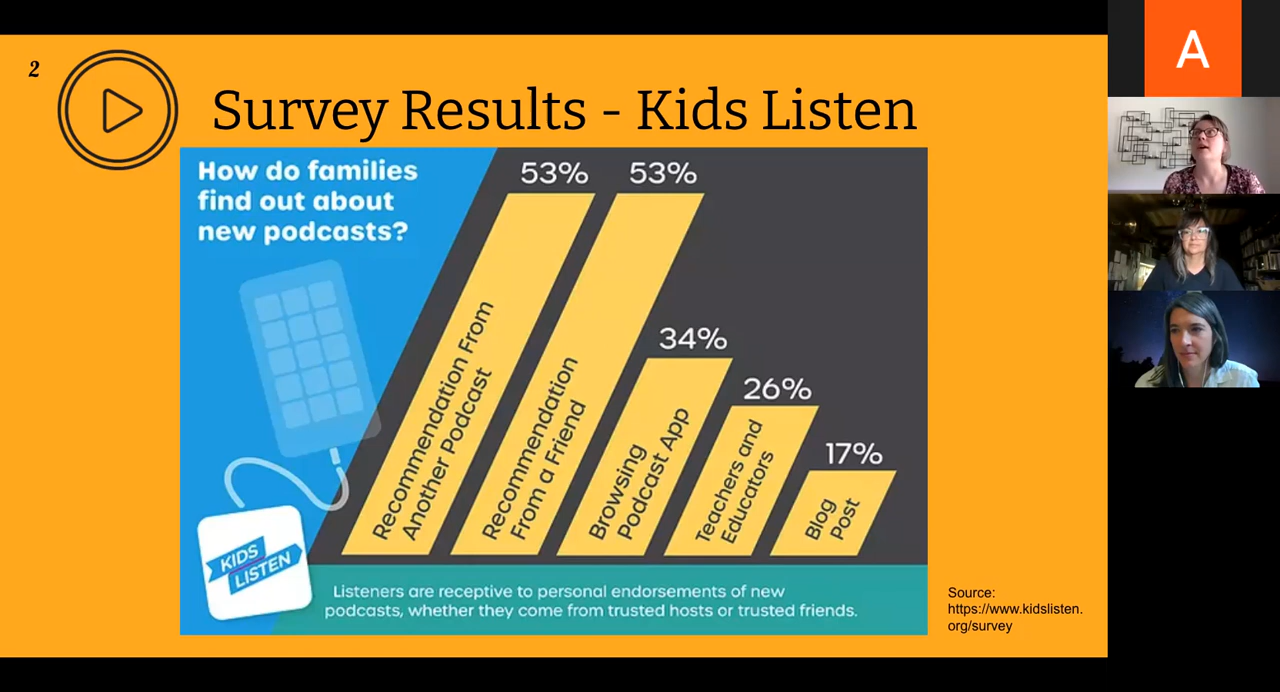 2
Survey Results - Kids Listen
How do families
find out about
new podcasts?
53%
53%
34%
26%
17%
Recommendation From
Another Podcast
Recommendation
From a Friend
Browsing
Podcast App
Teachers and
Educators
Blog
Post
KIDS
LISTEN
Listeners are receptive to personal endorsements of new
podcasts, whether they come from trusted hosts or trusted friends.
Source:
https://www.kidslisten.
org/survey
A